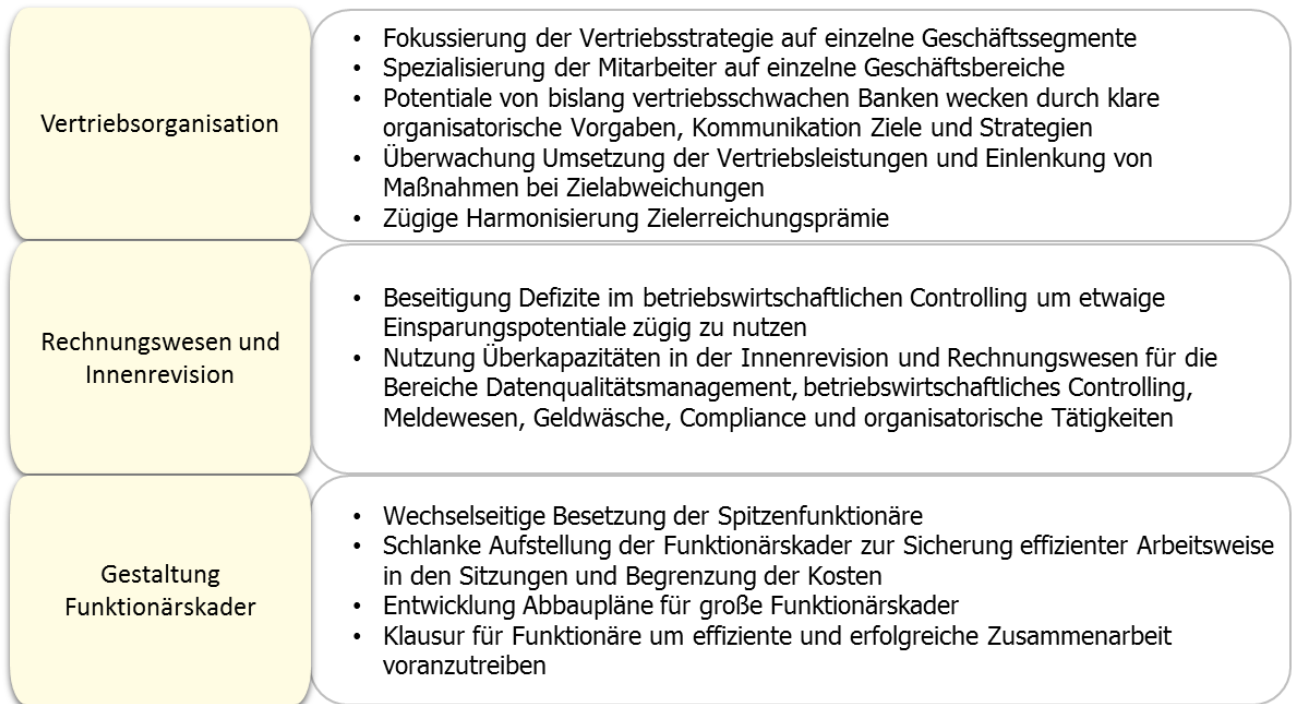 Vertriebsorganisation
• Fokussierung der Vertriebsstrategie auf einzelne Geschäftssegmente
• Spezialisierung der Mitarbeiter auf einzelne Geschäftsbereiche
• Potentiale von bislang vertriebsschwachen Banken wecken durch klare
organisatorische Vorgaben, Kommunikation Ziele und Strategien
• Überwachung Umsetzung der Vertriebsleistungen und Einlenkung von
Maßnahmen bei Zielabweichungen
• Zügige Harmonisierung Zielerreichungsprämie
Rechnungswesen und
Innenrevision
• Beseitigung Defizite im betriebswirtschaftlichen Controlling um etwaige
Einsparungspotentiale zügig zu nutzen
• Nutzung Überkapazitäten in der Innenrevision und Rechnungswesen für die
Bereiche Datenqualitätsmanagement, betriebswirtschaftliches Controlling,
Meldewesen, Geldwäsche, Compliance und organisatorische Tätigkeiten
Gestaltung
Funktionärskader
• Wechselseitige Besetzung der Spitzenfunktionäre
• Schlanke Aufstellung der Funktionärskader zur Sicherung effizienter Arbeitsweise
in den Sitzungen und Begrenzung der Kosten
• Entwicklung Abbaupläne für große Funktionärskader
• Klausur für Funktionäre um effiziente und erfolgreiche Zusammenarbeit
voranzutreiben